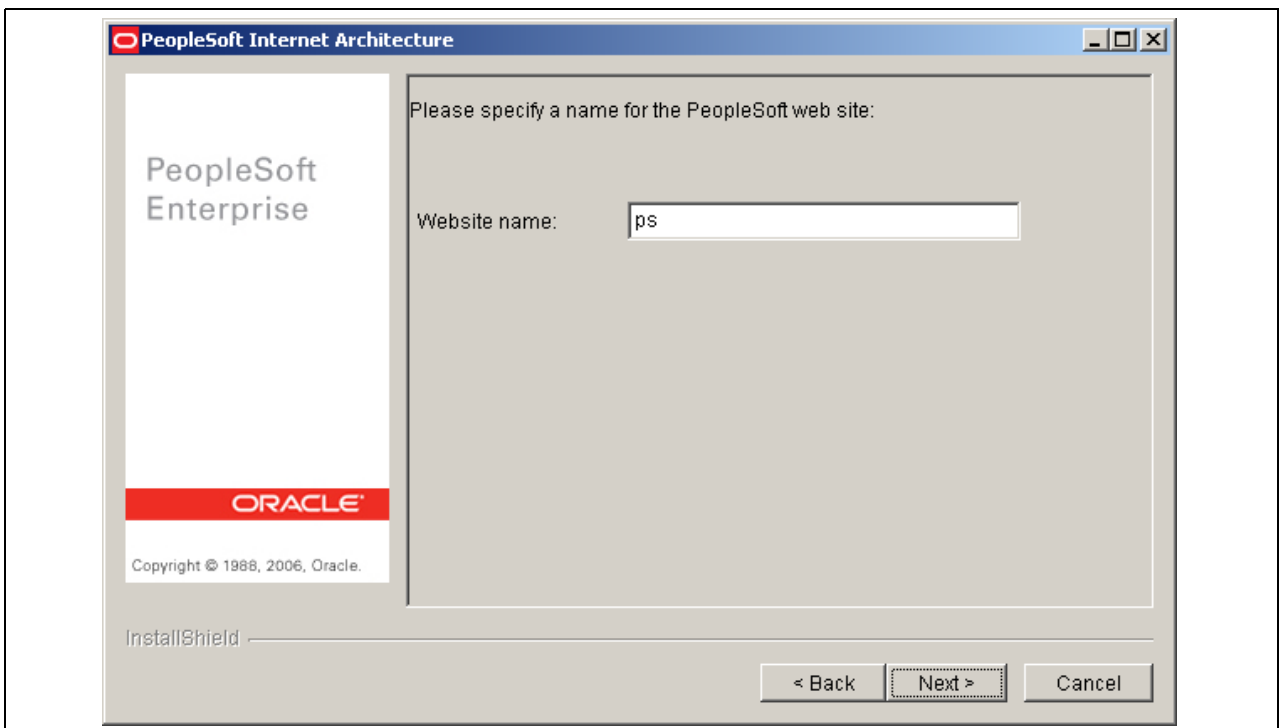 PeopleSoft Internet Architecture
Please specify a name for the PeopleSoft web site:
PeopleSoft
Enterprise
Website name:
ps
ORACLE
Copyright © 1988, 2006, Oracle.
InstallShield
< Back
Next >
Cancel